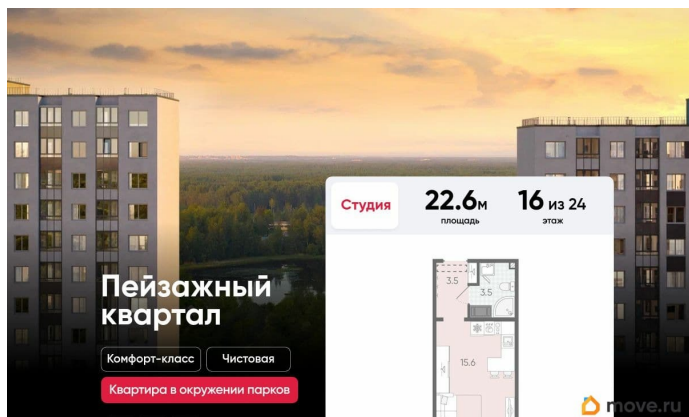 Студия
22.6м
площадь
16 из 24
этаж
3.5
3.5
15.6
Пейзажный
квартал
Комфорт-класс
Чистовая
Квартира в окружении парков
move.ru